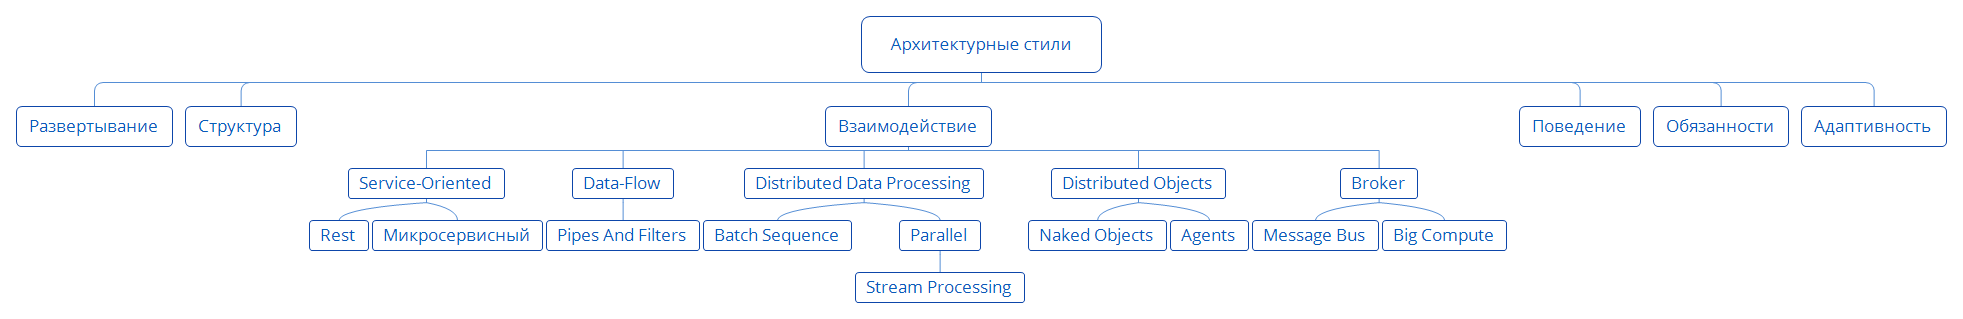 Архитектурные стили
Развертывание
Структура
Взаимодействие
Поведение
Обязанности
Адаптивность
Service-Oriented
Data-Flow
Distributed Data Processing
Distributed Objects
Broker
Rest
Микросервисный
Pipes And Filters
Batch Sequence
Parallel
Naked Objects
Agents
Message Bus
Big Compute
Stream Processing